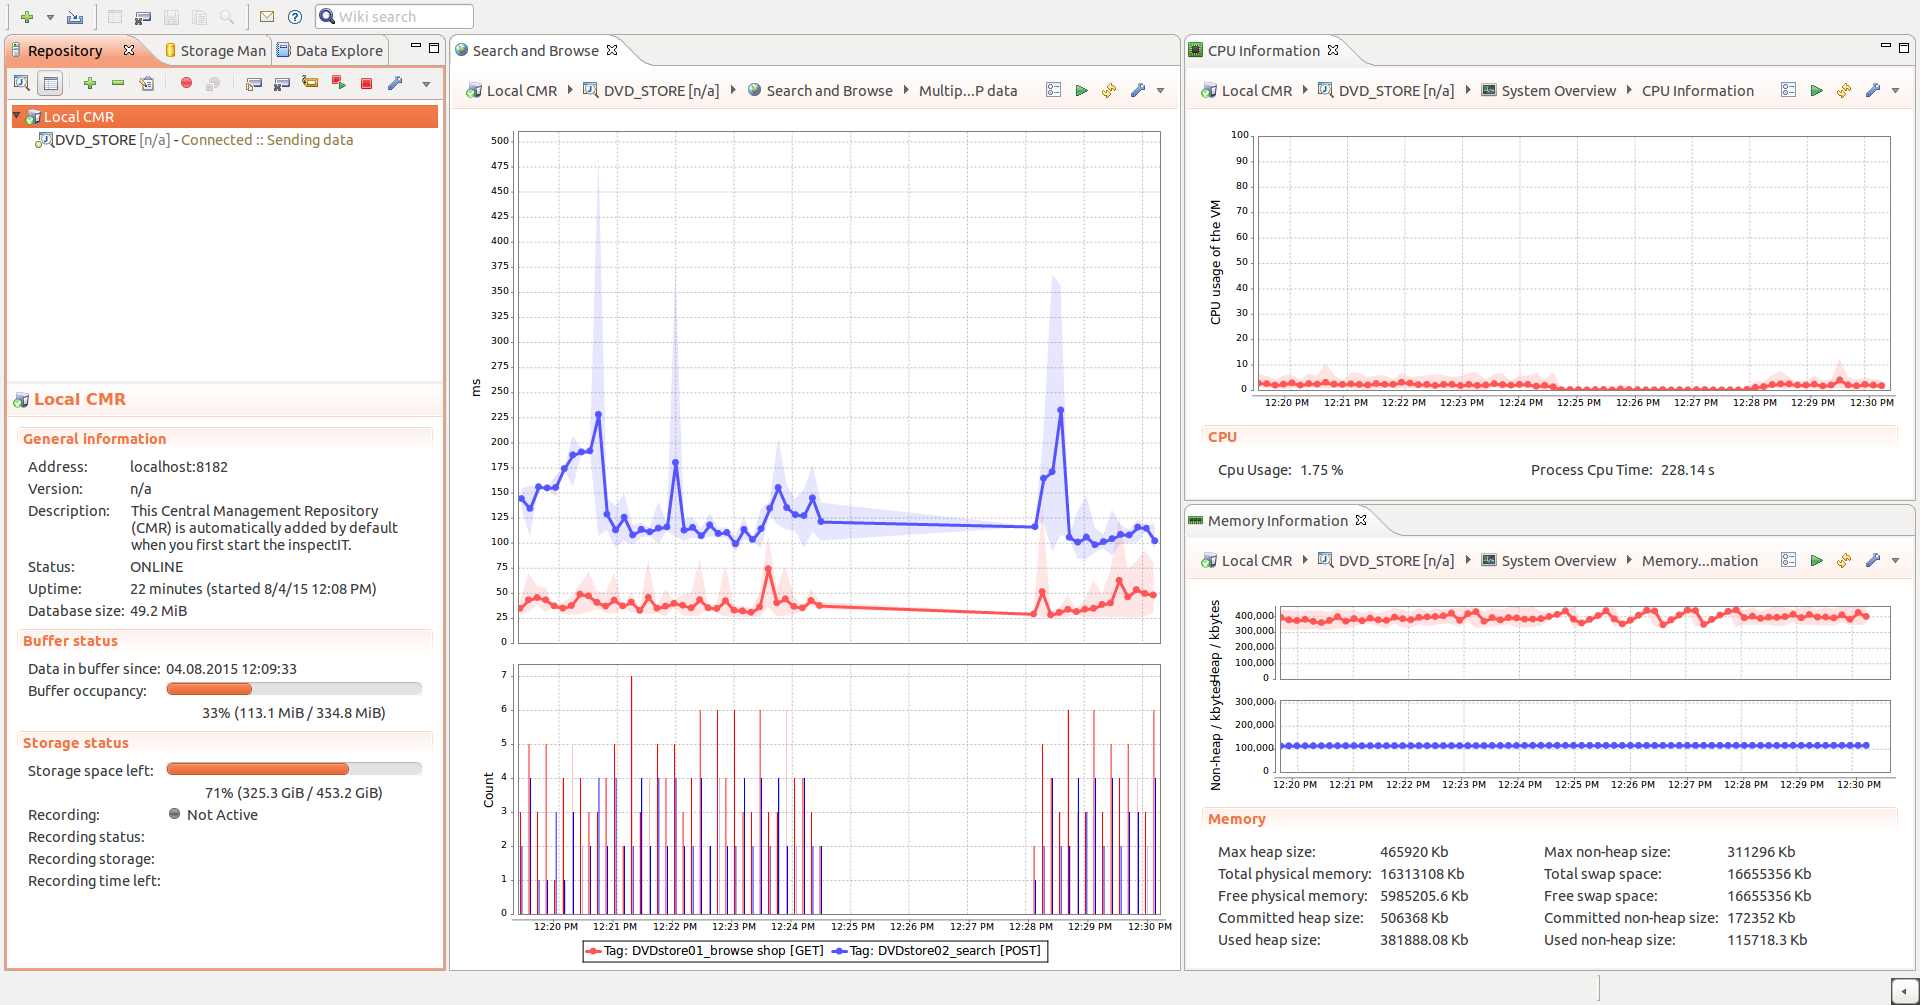 Wiki search
Repository
Storage Man
Data Explore
Local CMR
DVD_STORE [n/a] - Connected :: Sending data
Local CMR
General information
Address: localhost:8182
Version: n/a
Description: This Central Management Repository
(CMR) is automatically added by default
when you first start the inspectIT.
Status: ONLINE
Uptime: 22 minutes (started 8/4/15 12:08 PM)
Database size: 49.2 MiB
Buffer status
Data in buffer since: 04.08.2015 12:09:33
Buffer occupancy:
33% (113.1 MiB / 334.8 MiB)
Storage status
Storage space left:
71% (325.3 GiB / 453.2 GiB)
Recording: Not Active
Recording status:
Recording storage:
Recording time left:
Search and Browse
Local CMR DVD_STORE [n/a] Search and Browse Multip...P data
500
475
450
425
400
375
350
325
300
275
250
225
200
175
150
125
100
75
50
25
0
ms
7
6
5
4
3
2
1
0
Count
12:20 PM 12:21 PM 12:22 PM 12:23 PM 12:24 PM 12:25 PM 12:26 PM 12:27 PM 12:28 PM 12:29 PM 12:30 PM
Tag: DVDstore01_browse shop [GET] Tag: DVDstore02_search [POST]
CPU Information
Local CMR DVD_STORE [n/a] System Overview CPU Information
100
90
80
70
60
50
40
30
20
10
0
CPU usage of the VM
12:20 PM 12:21 PM 12:22 PM 12:23 PM 12:24 PM 12:25 PM 12:26 PM 12:27 PM 12:28 PM 12:29 PM 12:30 PM
CPU
Cpu Usage: 1.75 % Process Cpu Time: 228.14 s
Memory Information
Local CMR DVD_STORE [n/a] System Overview Memory...mation
400,000
300,000
200,000
100,000
0
Heap / kbytes
300,000
200,000
100,000
0
Non-heap / kbytes
12:20 PM 12:21 PM 12:22 PM 12:23 PM 12:24 PM 12:25 PM 12:26 PM 12:27 PM 12:28 PM 12:29 PM 12:30 PM
Memory
Max heap size: 465920 Kb Max non-heap size: 311296 Kb
Total physical memory: 16313108 Kb Total swap space: 16655356 Kb
Free physical memory: 5985205.6 Kb Free swap space: 16655356 Kb
Committed heap size: 506368 Kb Committed non-heap size: 172352 Kb
Used heap size: 381888.08 Kb Used non-heap size: 115718.3 Kb